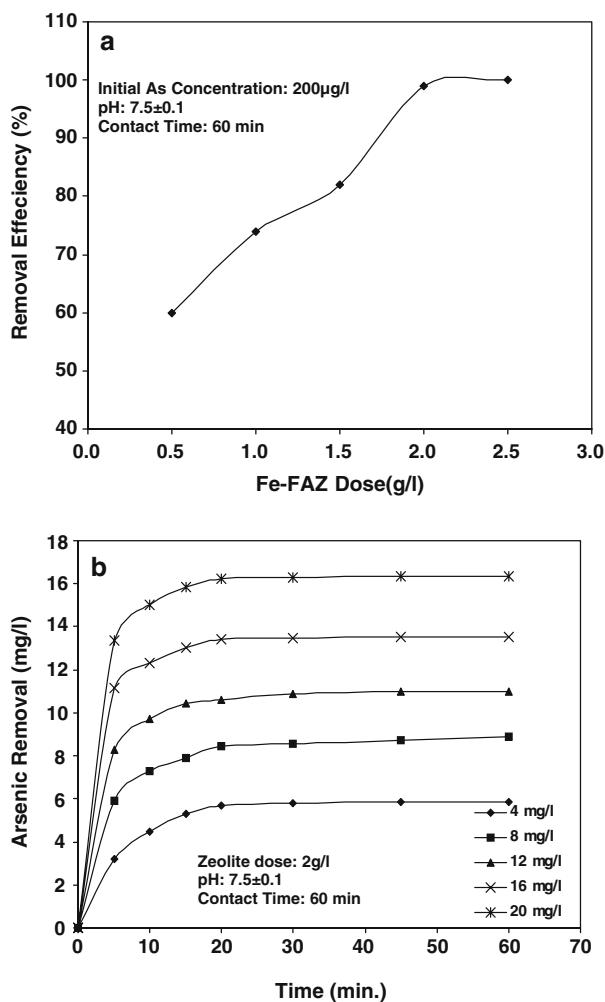 a
Initial As Concentration: 200µg/l
pH: 7.5±0.1
Contact Time: 60 min
Removal Effeciency (%)
110
100
90
80
70
60
50
40
0.0 0.5 1.0 1.5 2.0 2.5 3.0
Fe-FAZ Dose(g/l)
b
Arsenic Removal (mg/l)
18
16
14
12
10
8
6
4
2
0
Zeolite dose: 2g/l
pH: 7.5±0.1
Contact Time: 60 min
4 mg/l
8 mg/l
12 mg/l
16 mg/l
20 mg/l
0 10 20 30 40 50 60 70
Time (min.)